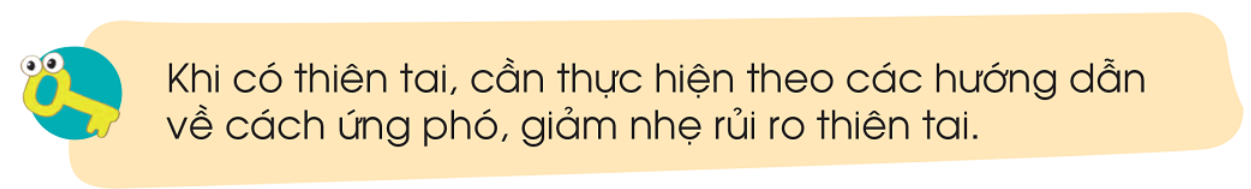 Khi có thiên tai, cần thực hiện theo các hướng dẫn
về cách ứng phó, giảm nhẹ rủi ro thiên tai.